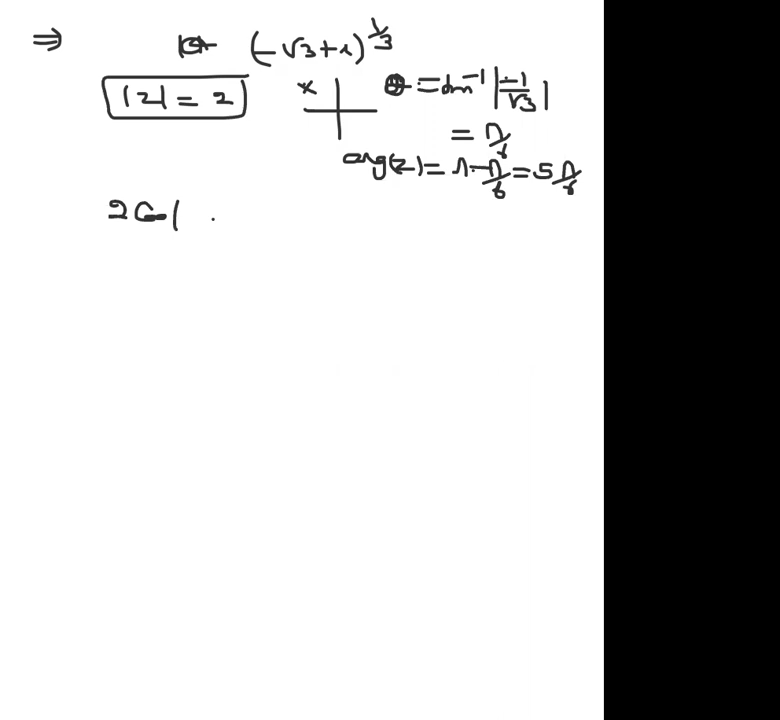 ⇒ (-√3+i)^1/3
|z| = 2 x θ = tan⁻¹|-1/√3|
= π/6
arg(z) = π - π/6 = 5π/6
2